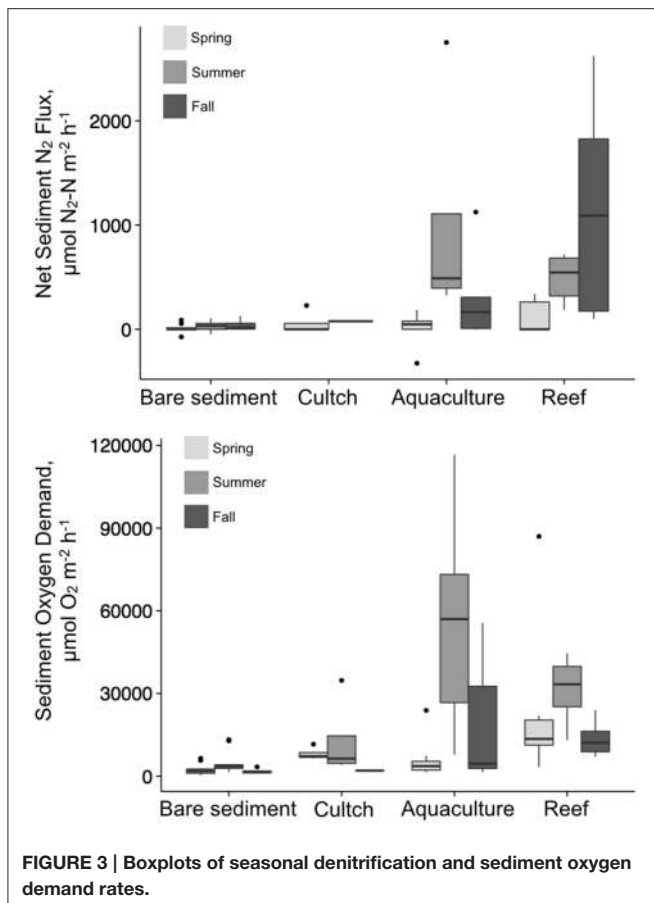 Spring
Summer
Fall
Net Sediment N₂ Flux,
µmol N₂-N m⁻² h⁻¹
2000
1000
0
Bare sediment Cultch Aquaculture Reef
Spring
Summer
Fall
Sediment Oxygen Demand,
µmol O₂ m⁻² h⁻¹
120000
90000
60000
30000
0
Bare sediment Cultch Aquaculture Reef
FIGURE 3 | Boxplots of seasonal denitrification and sediment oxygen
demand rates.